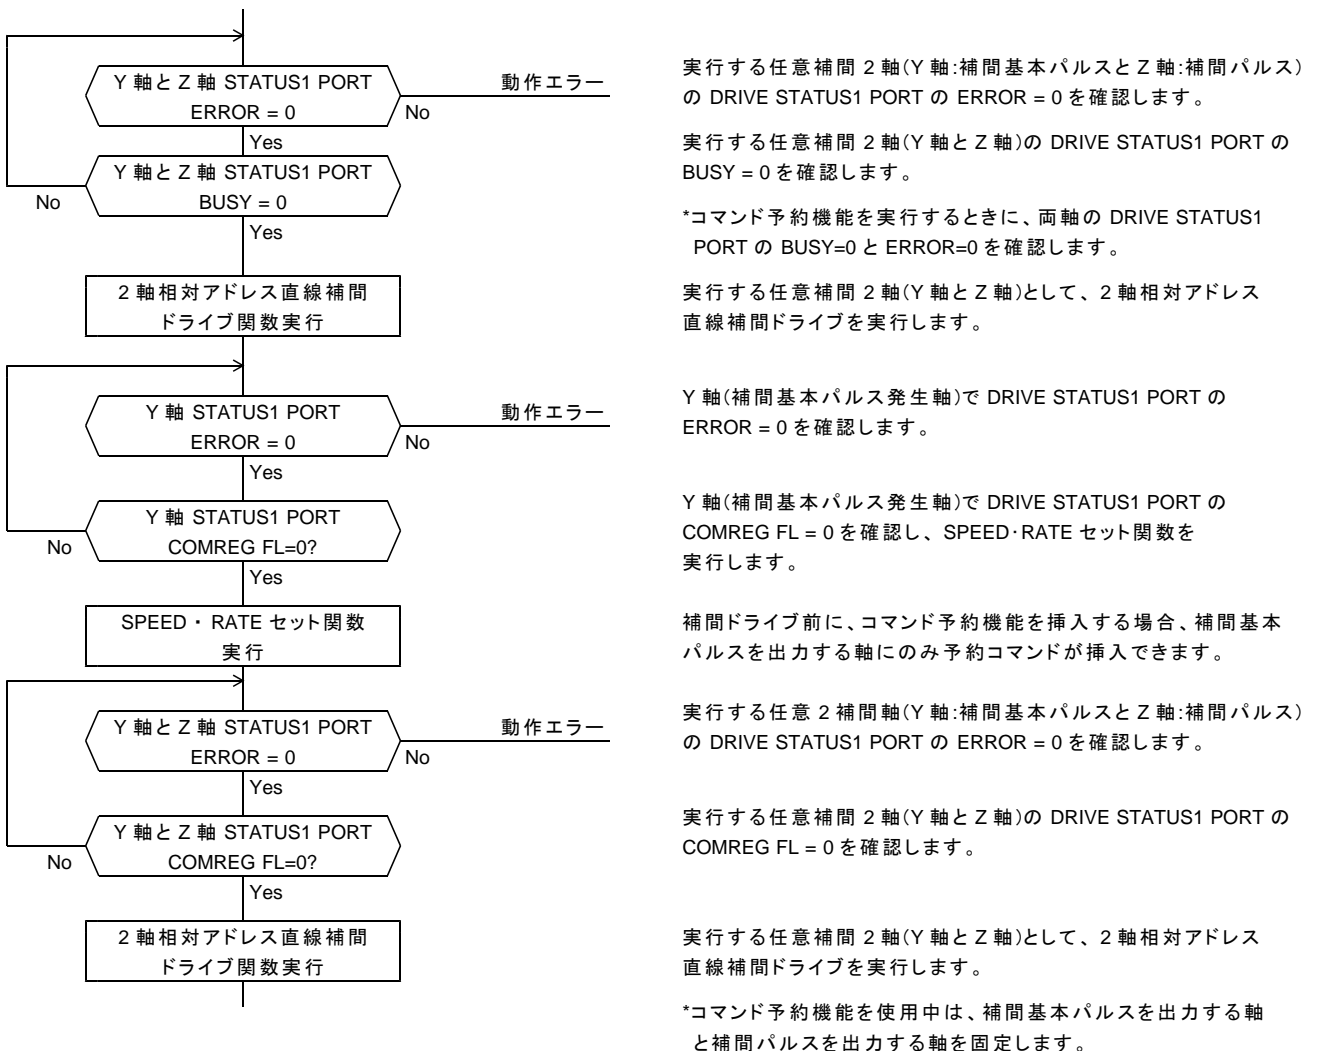 Y 軸と Z 軸 STATUS1 PORT
ERROR = 0
動作エラー
No
Yes
実行する任意補間 2 軸(Y 軸:補間基本パルスと Z 軸:補間パルス)
の DRIVE STATUS1 PORT の ERROR = 0 を確認します。
Y 軸と Z 軸 STATUS1 PORT
BUSY = 0
No
Yes
実行する任意補間 2 軸(Y 軸と Z 軸)の DRIVE STATUS1 PORT の
BUSY = 0 を確認します。
*コマンド予約機能を実行するときに、両軸の DRIVE STATUS1
PORT の BUSY=0 と ERROR=0 を確認します。
2 軸相対アドレス直線補間
ドライブ関数実行
実行する任意補間 2 軸(Y 軸と Z 軸)として、2 軸相対アドレス
直線補間ドライブを実行します。
Y 軸 STATUS1 PORT
ERROR = 0
動作エラー
No
Yes
Y 軸(補間基本パルス発生軸)で DRIVE STATUS1 PORT の
ERROR = 0 を確認します。
Y 軸 STATUS1 PORT
COMREG FL=0?
No
Yes
Y 軸(補間基本パルス発生軸)で DRIVE STATUS1 PORT の
COMREG FL = 0 を確認し、SPEED･RATE セット関数を
実行します。
SPEED ・ RATE セット関数
実行
補間ドライブ前に、コマンド予約機能を挿入する場合、補間基本
パルスを出力する軸にのみ予約コマンドが挿入できます。
Y 軸と Z 軸 STATUS1 PORT
ERROR = 0
動作エラー
No
Yes
実行する任意 2 補間軸(Y 軸:補間基本パルスと Z 軸:補間パルス)
の DRIVE STATUS1 PORT の ERROR = 0 を確認します。
Y 軸と Z 軸 STATUS1 PORT
COMREG FL=0?
No
Yes
実行する任意補間 2 軸(Y 軸と Z 軸)の DRIVE STATUS1 PORT の
COMREG FL = 0 を確認します。
2 軸相対アドレス直線補間
ドライブ関数実行
実行する任意補間 2 軸(Y 軸と Z 軸)として、2 軸相対アドレス
直線補間ドライブを実行します。
*コマンド予約機能を使用中は、補間基本パルスを出力する軸
と補間パルスを出力する軸を固定します。